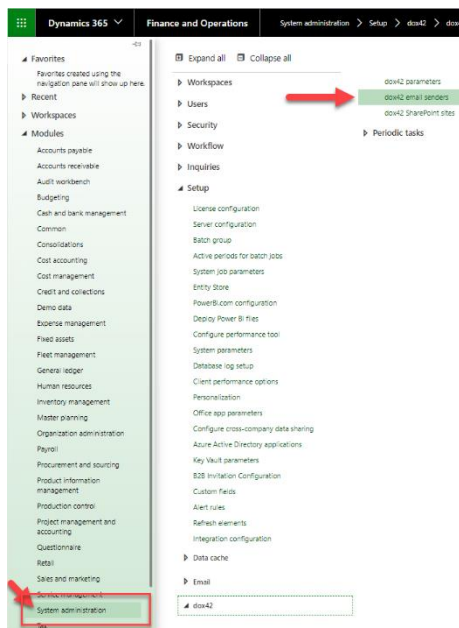 Dynamics 365
Finance and Operations
System administration > Setup > dox42 >
Favorites
Favorites created using the
navigation pane will show up here.
Recent
Workspaces
Modules
Accounts payable
Accounts receivable
Audit workbench
Budgeting
Cash and bank management
Common
Consolidations
Cost accounting
Cost management
Credit and collections
Demo data
Expense management
Fixed assets
Fleet management
General ledger
Human resources
Inventory management
Master planning
Organization administration
Payroll
Procurement and sourcing
Product information
management
Production control
Project management and
accounting
Questionnaire
Retail
Sales and marketing
Service management
System administration
Tax
Expand all
Collapse all
Workspaces
Users
Security
Workflow
Inquiries
Setup
License configuration
Server configuration
Batch group
Active periods for batch jobs
System job parameters
Entity Store
PowerBI.com configuration
Deploy Power BI files
Configure performance tool
System parameters
Database log setup
Client performance options
Personalization
Office app parameters
Configure cross-company data sharing
Azure Active Directory applications
Key Vault parameters
B2B Invitation Configuration
Custom fields
Alert rules
Refresh elements
Integration configuration
Data cache
Email
dox42
dox42 parameters
dox42 email senders
dox42 SharePoint sites
Periodic tasks